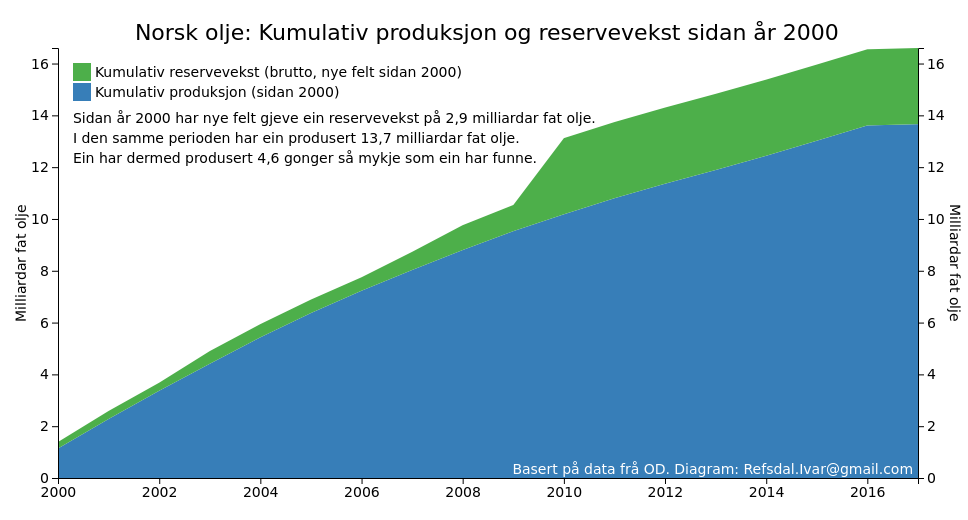 Norsk olje: Kumulativ produksjon og reservevekst sidan år 2000
Kumulativ reservevekst (brutto, nye felt sidan 2000)
Kumulativ produksjon (sidan 2000)
Sidan år 2000 har nye felt gjeve ein reservevekst på 2,9 milliardar fat olje.
I den samme perioden har ein produsert 13,7 milliardar fat olje.
Ein har dermed produsert 4,6 gonger så mykje som ein har funne.
Milliardar fat olje
16
14
12
10
8
6
4
2
0
16
14
12
10
8
6
4
2
0
Milliardar fat olje
Basert på data frå OD. Diagram: Refsdal.Ivar@gmail.com
2000 2002 2004 2006 2008 2010 2012 2014 2016